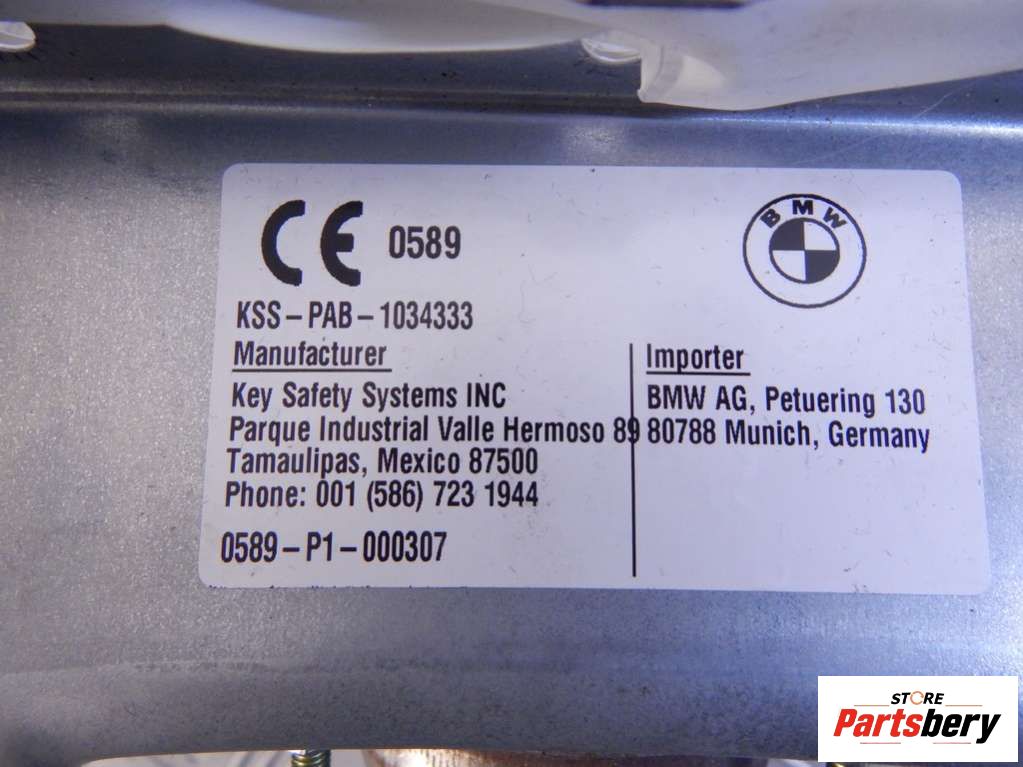 CE 0589
BMW
KSS-PAB-1034333
Manufacturer
Key Safety Systems INC
Parque Industrial Valle Hermoso 89
Tamaulipas, Mexico 87500
Phone: 001 (586) 723 1944
0589-P1-000307
Importer
BMW AG, Petuering 130
80788 Munich, Germany
STORE
Partsbery